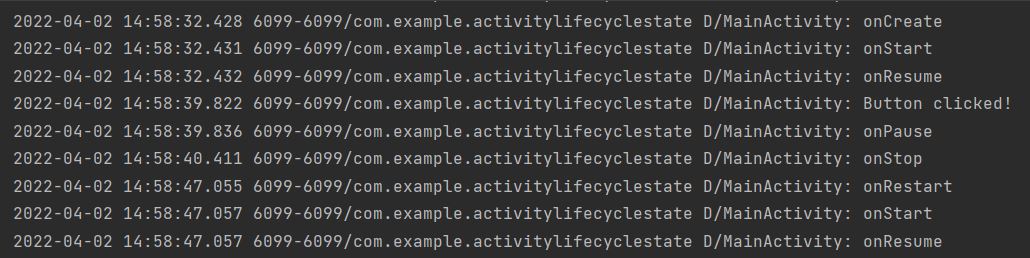 2022-04-02 14:58:32.428 6099-6099/com.example.activitylifecyclestate D/MainActivity: onCreate
2022-04-02 14:58:32.431 6099-6099/com.example.activitylifecyclestate D/MainActivity: onStart
2022-04-02 14:58:32.432 6099-6099/com.example.activitylifecyclestate D/MainActivity: onResume
2022-04-02 14:58:39.822 6099-6099/com.example.activitylifecyclestate D/MainActivity: Button clicked!
2022-04-02 14:58:39.836 6099-6099/com.example.activitylifecyclestate D/MainActivity: onPause
2022-04-02 14:58:40.411 6099-6099/com.example.activitylifecyclestate D/MainActivity: onStop
2022-04-02 14:58:47.055 6099-6099/com.example.activitylifecyclestate D/MainActivity: onRestart
2022-04-02 14:58:47.057 6099-6099/com.example.activitylifecyclestate D/MainActivity: onStart
2022-04-02 14:58:47.057 6099-6099/com.example.activitylifecyclestate D/MainActivity: onResume